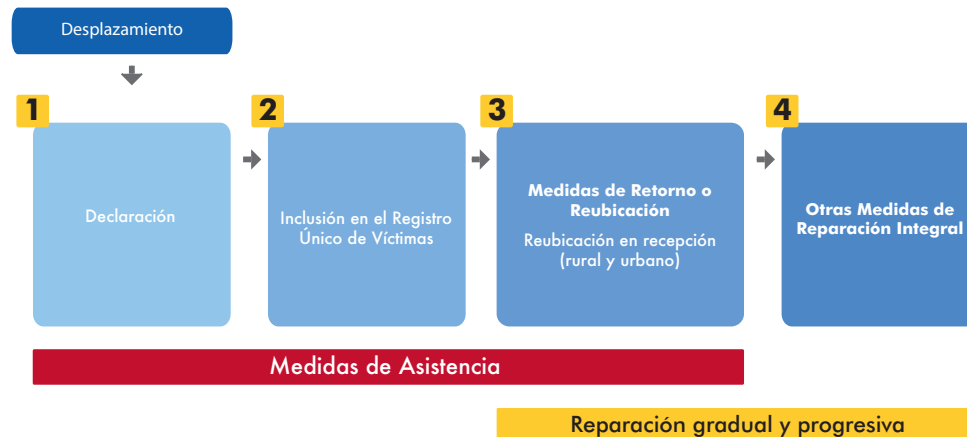 Desplazamiento
1
Declaración
2
Inclusión en el Registro
Único de Víctimas
3
Medidas de Retorno o
Reubicación
Reubicación en recepción
(rural y urbano)
4
Otras Medidas de
Reparación Integral
Medidas de Asistencia
Reparación gradual y progresiva